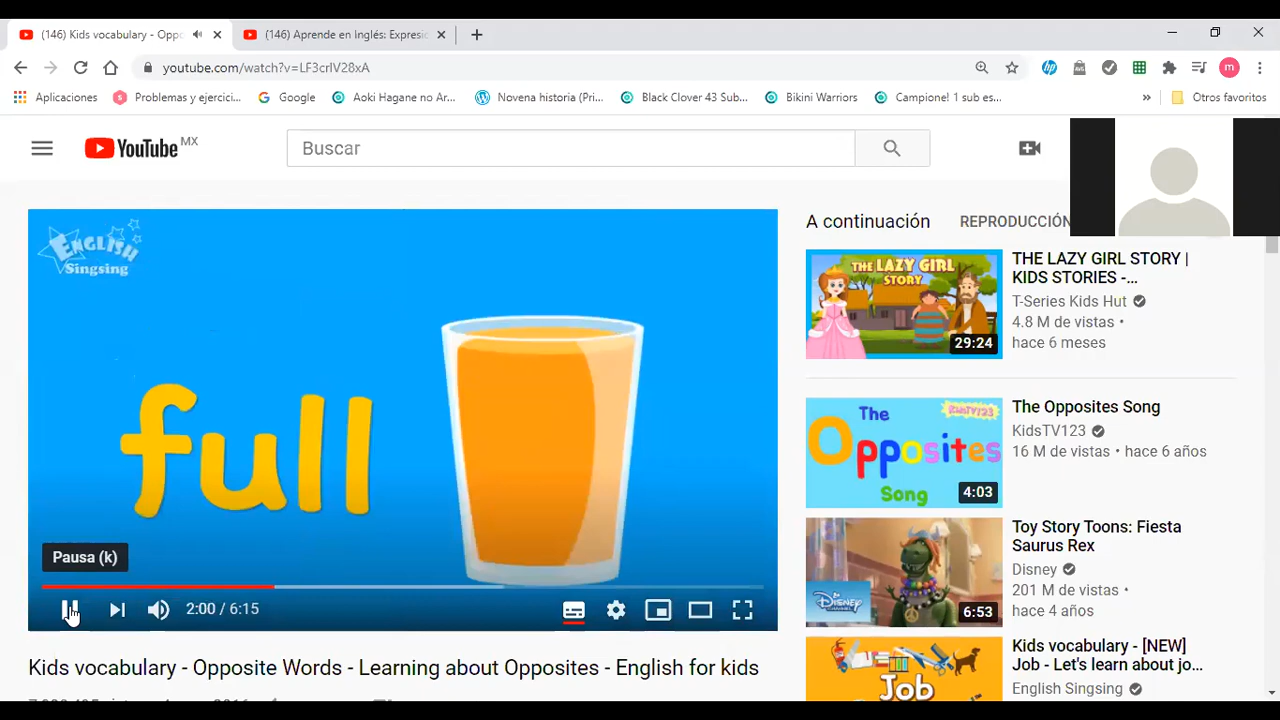 (146) Kids vocabulary - Oppo
(146) Aprende en Inglés: Expresic
youtube.com/watch?v=LF3crIV28xA
Aplicaciones
Problemas y ejercici...
Google
Aoki Hagane no Ar...
Novena historia (Pri...
Black Clover 43 Sub...
Bikini Warriors
Campione! 1 sub es...
Otros favoritos
YouTube MX
Buscar
ENGLISH
Singsing
full
Pausa (k)
2:00 / 6:15
Kids vocabulary - Opposite Words - Learning about Opposites - English for kids
A continuación
REPRODUCCIÓN
THE LAZY GIRL
STORY
29:24
THE LAZY GIRL STORY |
KIDS STORIES -...
T-Series Kids Hut
4.8 M de vistas •
hace 6 meses
The
KidsTV123
Opposites
Song
4:03
The Opposites Song
KidsTV123
16 M de vistas • hace 6 años
Disney
6:53
Toy Story Toons: Fiesta
Saurus Rex
Disney
201 M de vistas •
hace 4 años
Job
Kids vocabulary - [NEW]
Job - Let's learn about jo...
English Singsing